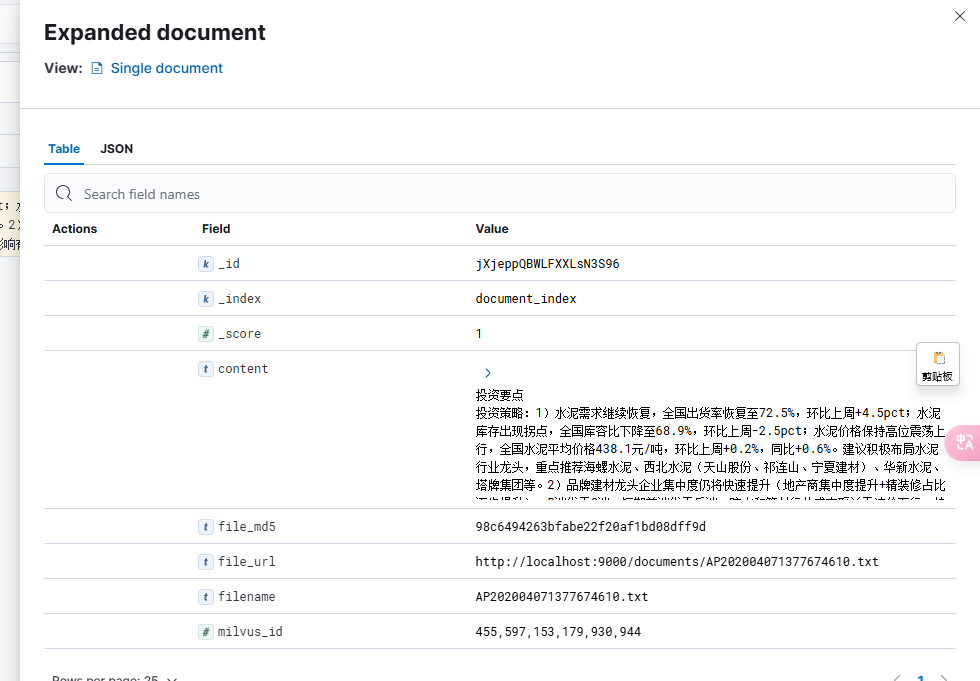 Expanded document
View: Single document
Table JSON
Search field names
Actions Field Value
k _id jXjeppQBWLFXXLsN3S96
k _index document_index
# _score 1
t content
投资要点
投资策略：1）水泥需求继续恢复，全国出货率恢复至72.5%，环比上周+4.5pct；水泥
库存出现拐点，全国库容比下降至68.9%，环比上周-2.5pct；水泥价格保持高位震荡上
行，全国水泥平均价格438.1元/吨，环比上周+0.2%，同比+0.6%。建议积极布局水泥
行业龙头，重点推荐海螺水泥、西北水泥（天山股份、祁连山、宁夏建材）、华新水泥、
塔牌集团等。2）品牌建材龙头企业集中度仍将快速提升（地产商集中度提升+精装修占比
t file_md5 98c6494263bfabe22f20af1bd08dff9d
t file_url http://localhost:9000/documents/AP202004071377674610.txt
t filename AP202004071377674610.txt
# milvus_id 455,597,153,179,930,944
Rows per page: 25
1
剪贴板